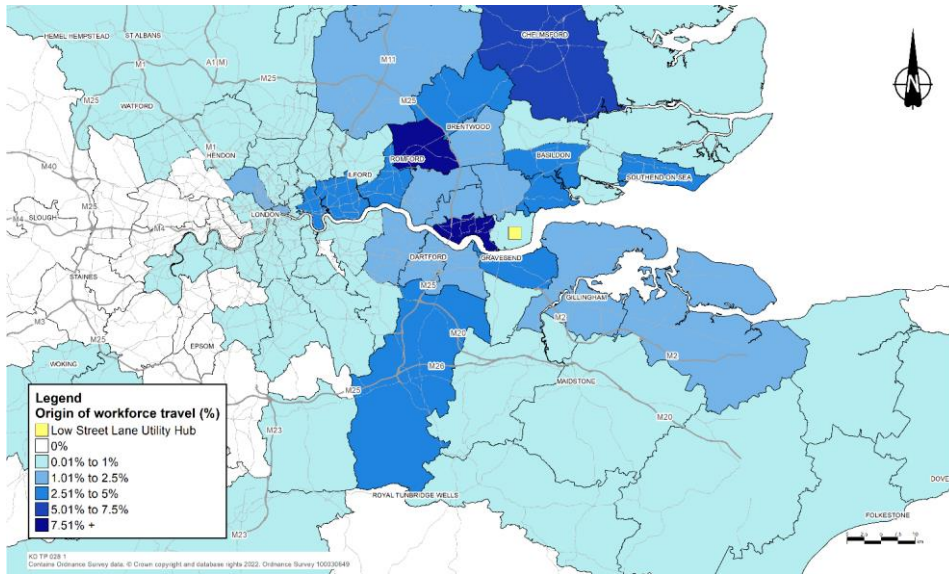 CHELMSFORD
HEMEL HEMPSTEAD
ST ALBANS
M11
A1(M)
M1
M25
M25
M25
WATFORD
BRENTWOOD
M1
HENDON
ROMFORD
M40
ILFORD
BASILDON
SOUTHEND-ON-SEA
M25
LONDON
SLOUGH
M4
M4
STAINES
DARTFORD
GRAVESEND
M25
GILLINGHAM
M3
M2
M20
EPSOM
M25
M2
WOKING
M26
M25
MAIDSTONE
M20
M23
ROYAL TUNBRIDGE WELLS
DOVE
FOLKESTONE
M23
N
Legend
Origin of workforce travel (%)
Low Street Lane Utility Hub
0%
0.01% to 1%
1.01% to 2.5%
2.51% to 5%
5.01% to 7.5%
7.51% +
KD TP 028 1
Contains Ordnance Survey data. © Crown copyright and database rights 2022. Ordnance Survey 100030649